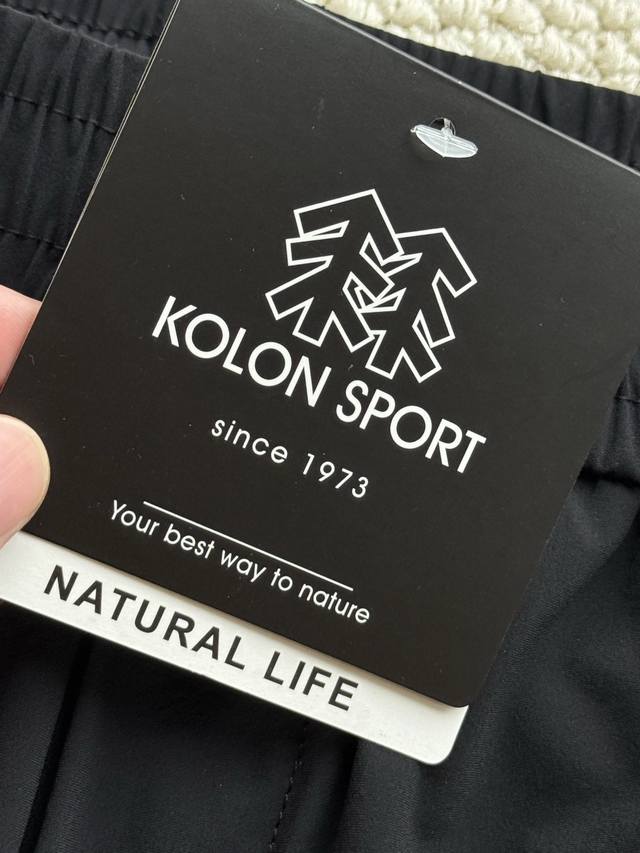 KOLON SPORT
since 1973
Your best way to nature
NATURAL LIFE